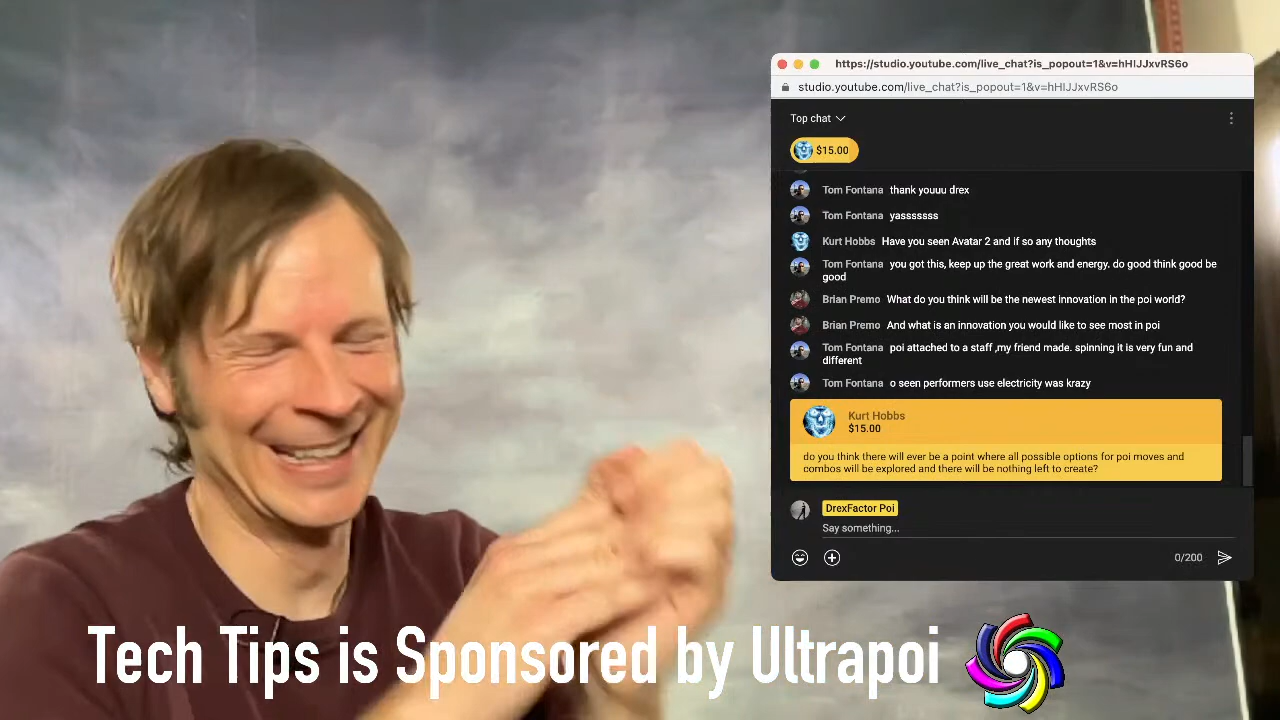 https://studio.youtube.com/live_chat?is_popout=1&v=hHIJJxvRS6o
studio.youtube.com/live_chat?is_popout=1&v=hHIJJxvRS6o
Top chat
$15.00
Tom Fontana thank youuu drex
Tom Fontana yasssssss
Kurt Hobbs Have you seen Avatar 2 and if so any thoughts
Tom Fontana you got this, keep up the great work and energy. do good think good be
good
Brian Premo What do you think will be the newest innovation in the poi world?
Brian Premo And what is an innovation you would like to see most in poi
Tom Fontana poi attached to a staff ,my friend made. spinning it is very fun and
different
Tom Fontana o seen performers use electricity was krazy
Kurt Hobbs
$15.00
do you think there will ever be a point where all possible options for poi moves and
combos will be explored and there will be nothing left to create?
DrexFactor Poi
Say something...
0/200
Tech Tips is Sponsored by Ultrapoi